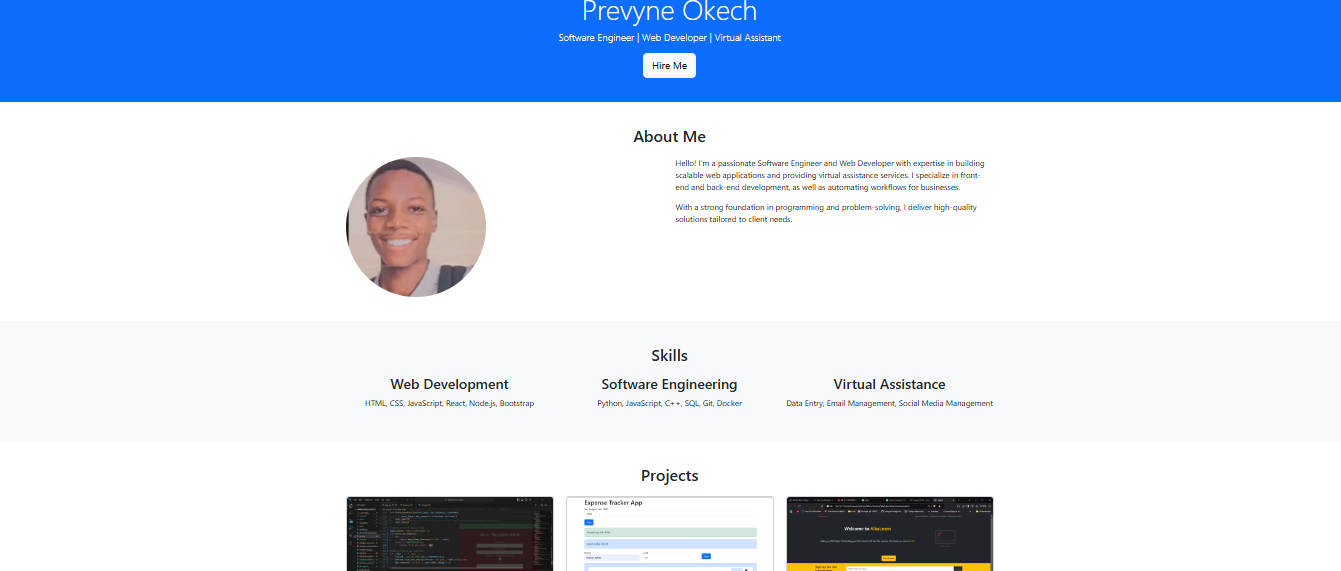 Prevyne Okech
Software Engineer | Web Developer | Virtual Assistant
Hire Me
About Me
Hello! I'm a passionate Software Engineer and Web Developer with expertise in building
scalable web applications and providing virtual assistance services. I specialize in front-
end and back-end development, as well as automating workflows for businesses.
With a strong foundation in programming and problem-solving, I deliver high-quality
solutions tailored to client needs.
Skills
Web Development
HTML, CSS, JavaScript, React, Node.js, Bootstrap
Software Engineering
Python, JavaScript, C++, SQL, Git, Docker
Virtual Assistance
Data Entry, Email Management, Social Media Management
Projects
Expense Tracker App
Welcome to